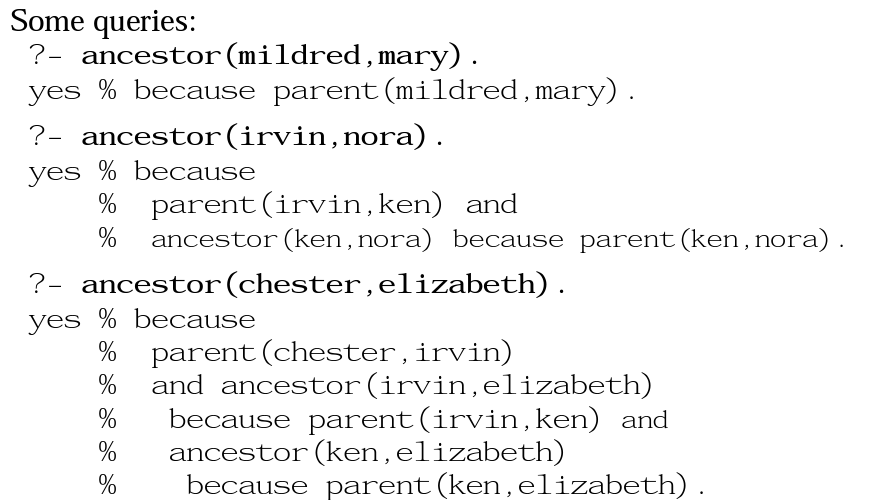 Some queries:
?- ancestor(mildred,mary).
yes % because parent(mildred,mary).
?- ancestor(irvin,nora).
yes % because
% parent(irvin,ken) and
% ancestor(ken,nora) because parent(ken,nora).
?- ancestor(chester,elizabeth).
yes % because
% parent(chester,irvin)
% and ancestor(irvin,elizabeth)
% because parent(irvin,ken) and
% ancestor(ken,elizabeth)
% because parent(ken,elizabeth).